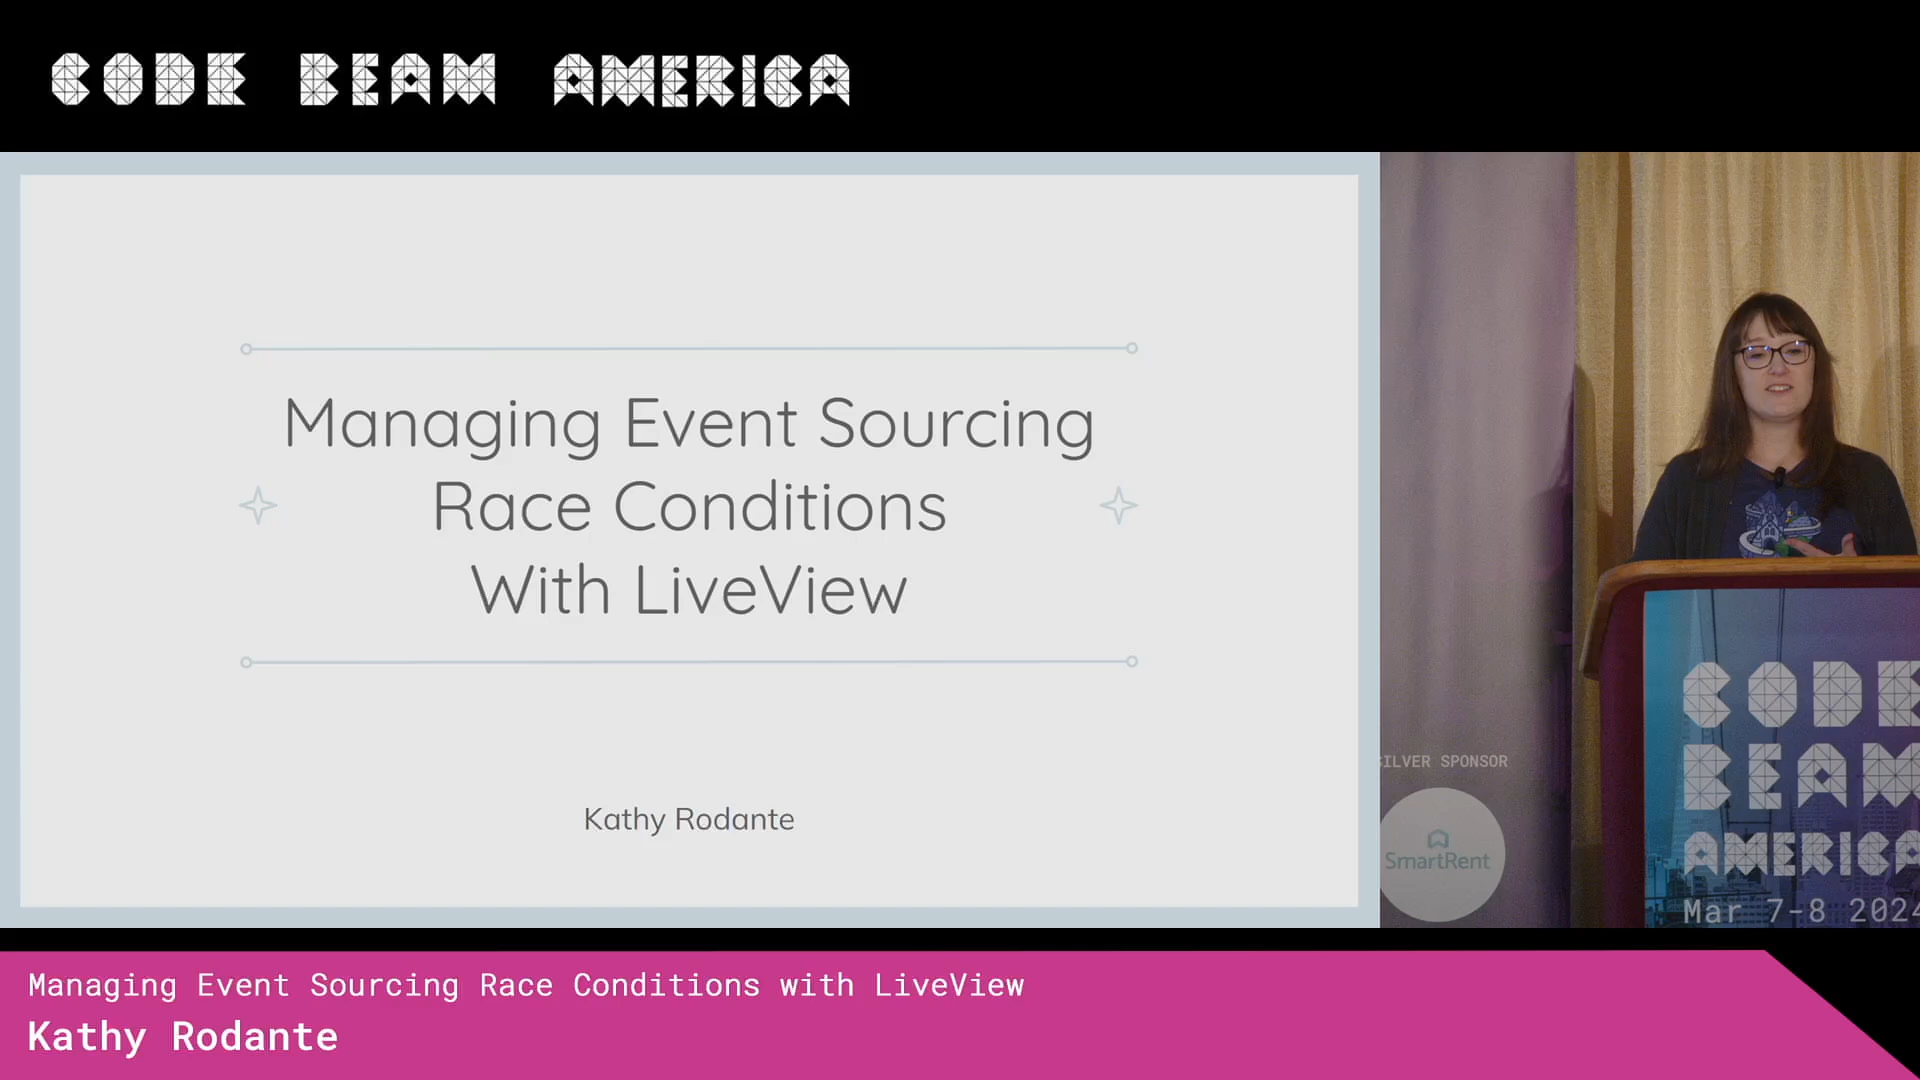 CODE BEAM AMERICA
Managing Event Sourcing
Race Conditions
With LiveView
Kathy Rodante
SILVER SPONSOR
SmartRent
CODE
BEAM
AMERICA
Mar 7-8 2024
Managing Event Sourcing Race Conditions with LiveView
Kathy Rodante